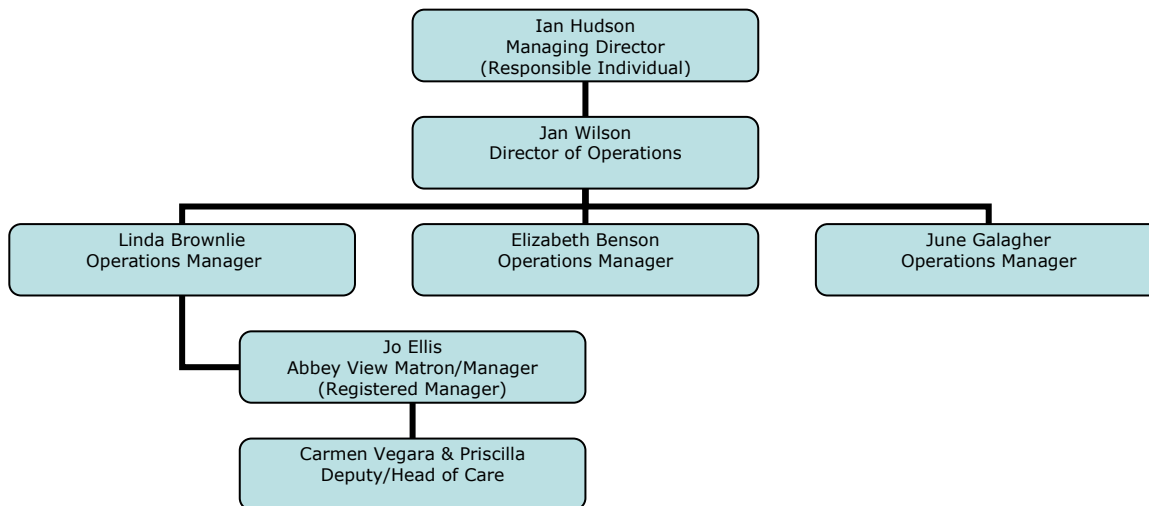 Ian Hudson
Managing Director
(Responsible Individual)
Jan Wilson
Director of Operations
Linda Brownlie
Operations Manager
Elizabeth Benson
Operations Manager
June Galagher
Operations Manager
Jo Ellis
Abbey View Matron/Manager
(Registered Manager)
Carmen Vegara & Priscilla
Deputy/Head of Care